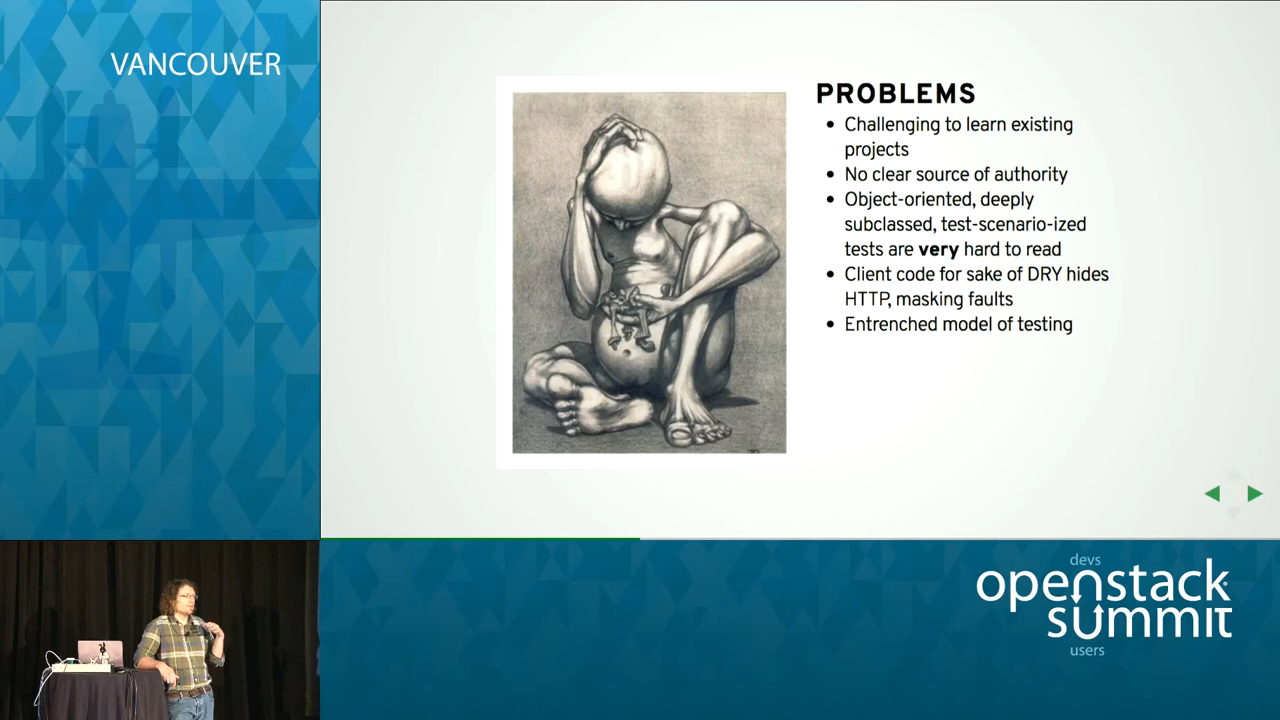 VANCOUVER
PROBLEMS
Challenging to learn existing
projects
No clear source of authority
Object-oriented, deeply
subclassed, test-scenario-ized
tests are very hard to read
Client code for sake of DRY hides
HTTP, masking faults
Entrenched model of testing
devs
openstack
summit
users